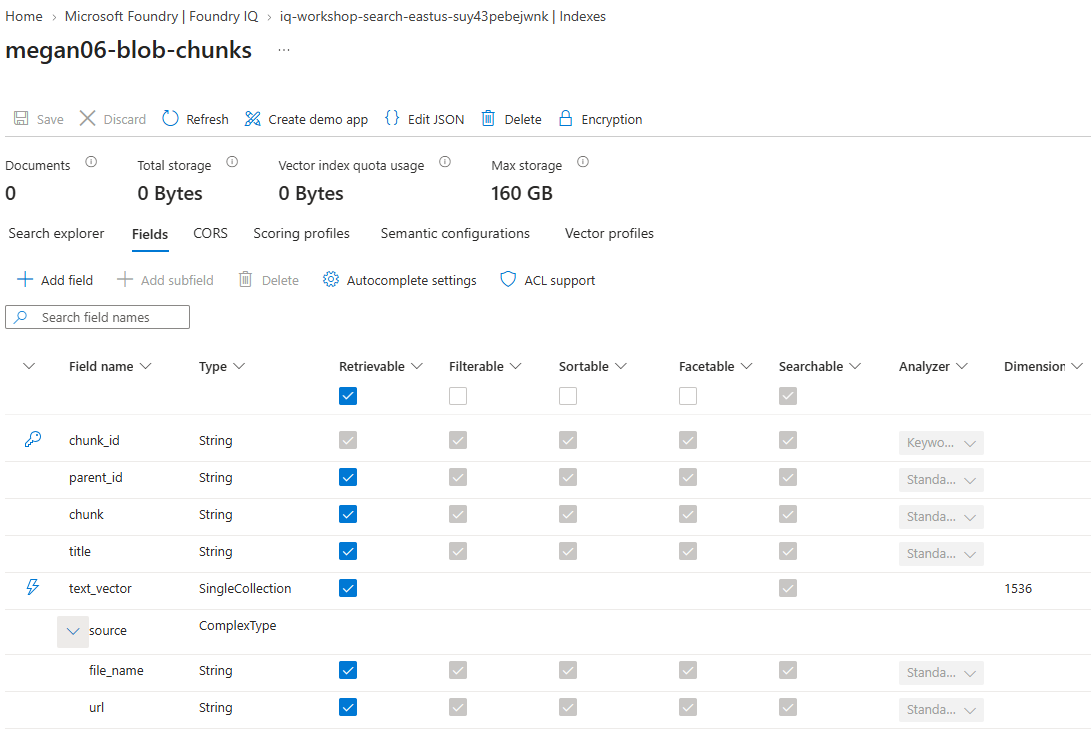 Home > Microsoft Foundry | Foundry IQ > iq-workshop-search-eastus-suy43pebejwnk | Indexes
megan06-blob-chunks ...
Save Discard Refresh Create demo app Edit JSON Delete Encryption
Documents Total storage Vector index quota usage Max storage
0 0 Bytes 0 Bytes 160 GB
Search explorer Fields CORS Scoring profiles Semantic configurations Vector profiles
Add field Add subfield Delete Autocomplete settings ACL support
Search field names
Field name Type Retrievable Filterable Sortable Facetable Searchable Analyzer Dimension
chunk_id String Keywo...
parent_id String Standa...
chunk String Standa...
title String Standa...
text_vector SingleCollection 1536
source ComplexType
file_name String Standa...
url String Standa...